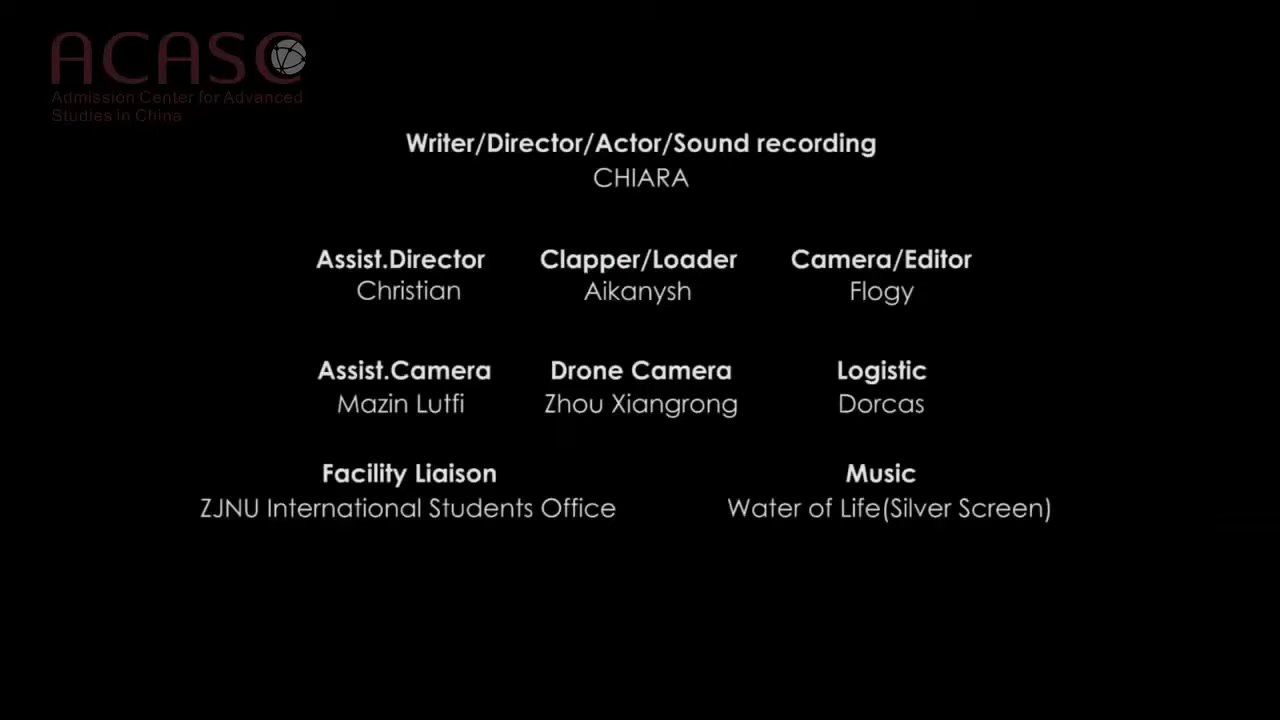 ACASC
Admission Center for Advanced
Studies in China
Writer/Director/Actor/Sound recording
CHIARA
Assist.Director Clapper/Loader Camera/Editor
Christian Aikanysh Flogy
Assist.Camera Drone Camera Logistic
Mazin Lutfi Zhou Xiangrong Dorcas
Facility Liaison Music
ZJNU International Students Office Water of Life(Silver Screen)